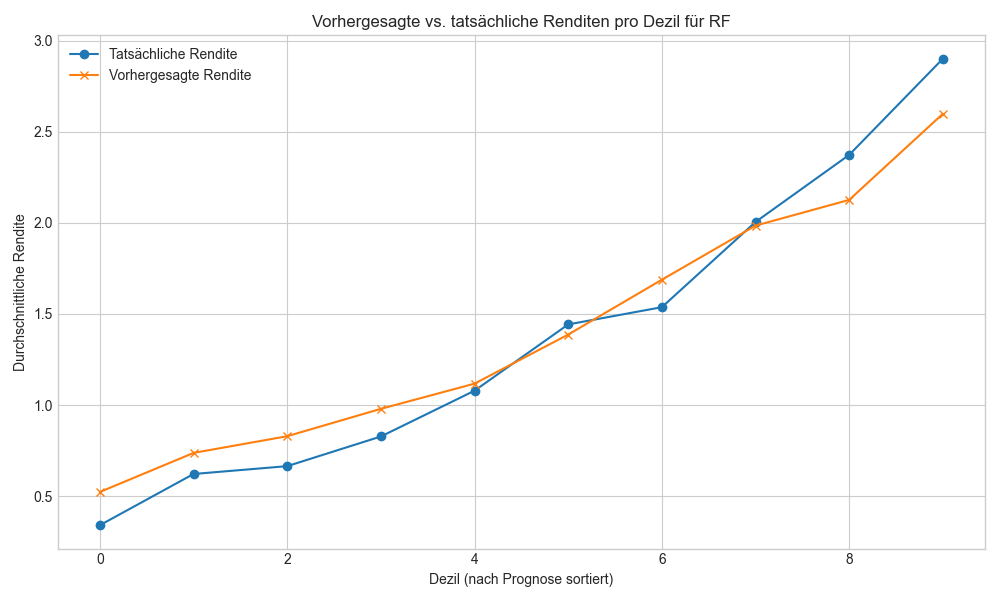 Vorhergesagte vs. tatsächliche Renditen pro Dezil für RF
Tatsächliche Rendite
Vorhergesagte Rendite
Durchschnittliche Rendite
3.0
2.5
2.0
1.5
1.0
0.5
0 2 4 6 8
Dezil (nach Prognose sortiert)